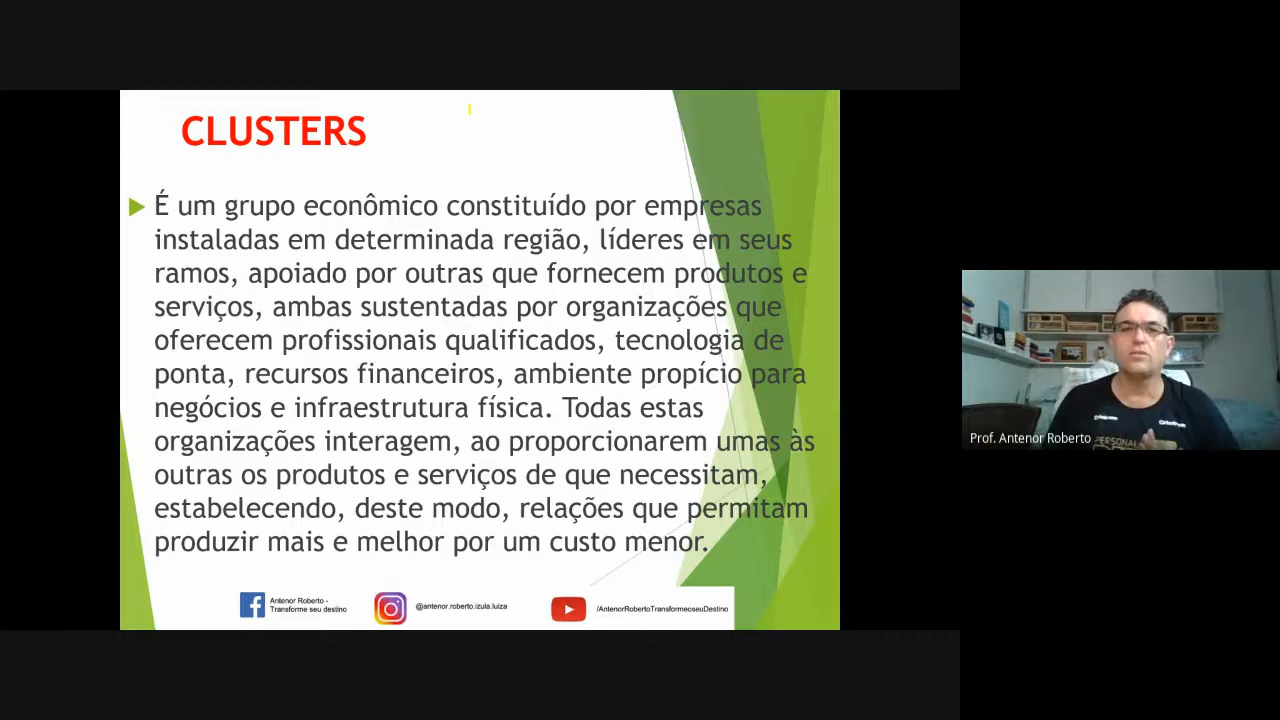 CLUSTERS
É um grupo econômico constituído por empresas
instaladas em determinada região, líderes em seus
ramos, apoiado por outras que fornecem produtos e
serviços, ambas sustentadas por organizações que
oferecem profissionais qualificados, tecnologia de
ponta, recursos financeiros, ambiente propício para
negócios e infraestrutura física. Todas estas
organizações interagem, ao proporcionarem umas às
outras os produtos e serviços de que necessitam,
estabelecendo, deste modo, relações que permitam
produzir mais e melhor por um custo menor.
Antenor Roberto -
Transforme seu destino
@antenor.roberto.izula.luiza
/AntenorRobertoTransformeoseuDestino
Prof. Antenor Roberto
PERSONAL